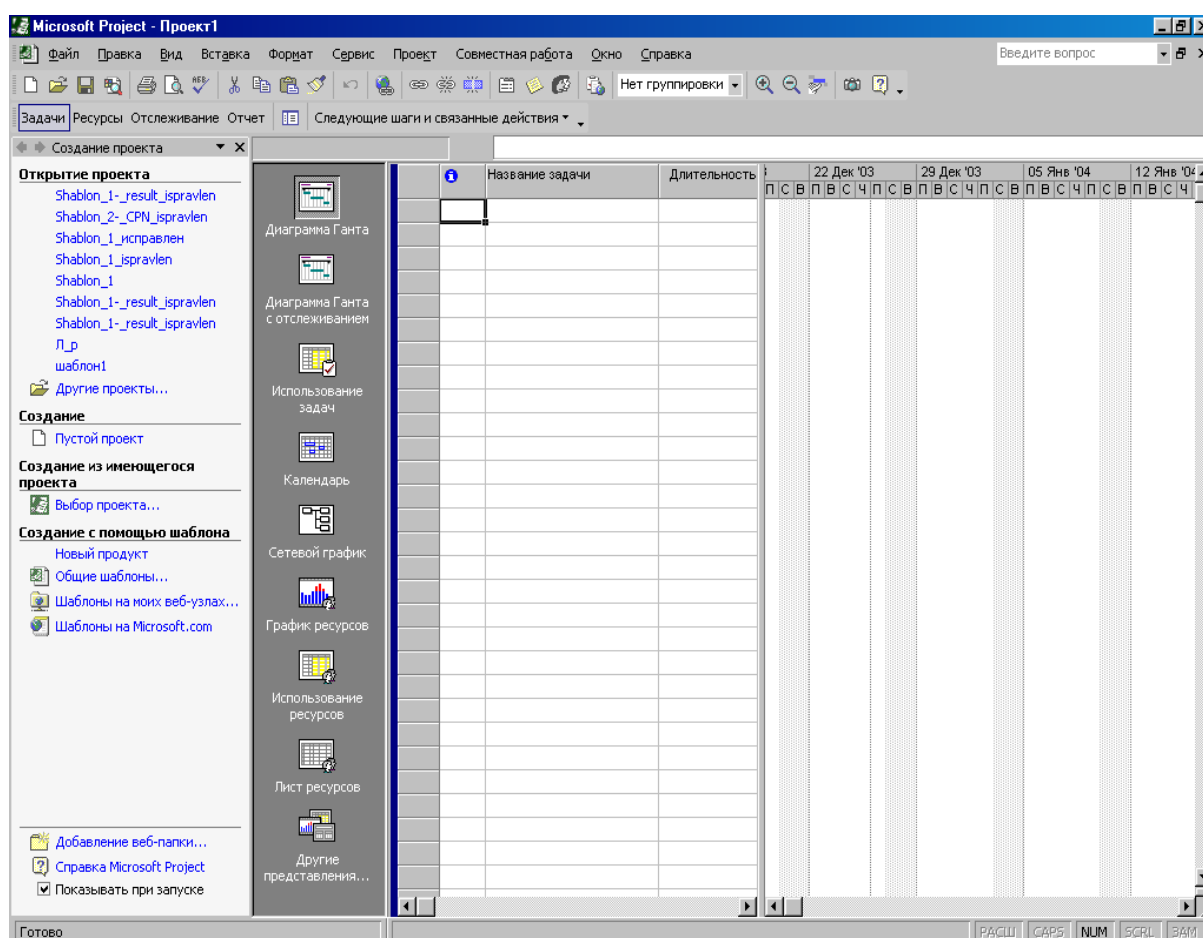 Microsoft Project - Проект1
Файл Правка Вид Вставка Формат Сервис Проект Совместная работа Окно Справка Введите вопрос
Нет группировки
Задачи Ресурсы Отслеживание Отчет Следующие шаги и связанные действия
Создание проекта
Открытие проекта
Shablon_1-_result_ispravlen
Shablon_2-_CPN_ispravlen
Shablon_1_исправлен
Shablon_1_ispravlen
Shablon_1
Shablon_1-_result_ispravlen
Shablon_1-_result_ispravlen
Л_р
шаблон1
Другие проекты...
Создание
Пустой проект
Создание из имеющегося
проекта
Выбор проекта...
Создание с помощью шаблона
Новый продукт
Общие шаблоны...
Шаблоны на моих веб-узлах...
Шаблоны на Microsoft.com
Добавление веб-папки...
Справка Microsoft Project
Показывать при запуске
Диаграмма Ганта
Диаграмма Ганта
с отслеживанием
Использование
задач
Календарь
Сетевой график
График ресурсов
Использование
ресурсов
Лист ресурсов
Другие
представления...
Название задачи Длительность
22 Дек '03 29 Дек '03 05 Янв '04 12 Янв '04
П С В П В С Ч П С В П В С Ч П С В П В С Ч П С В П В С Ч
Готово РАСШ CAPS NUM SCRL ЗАМ